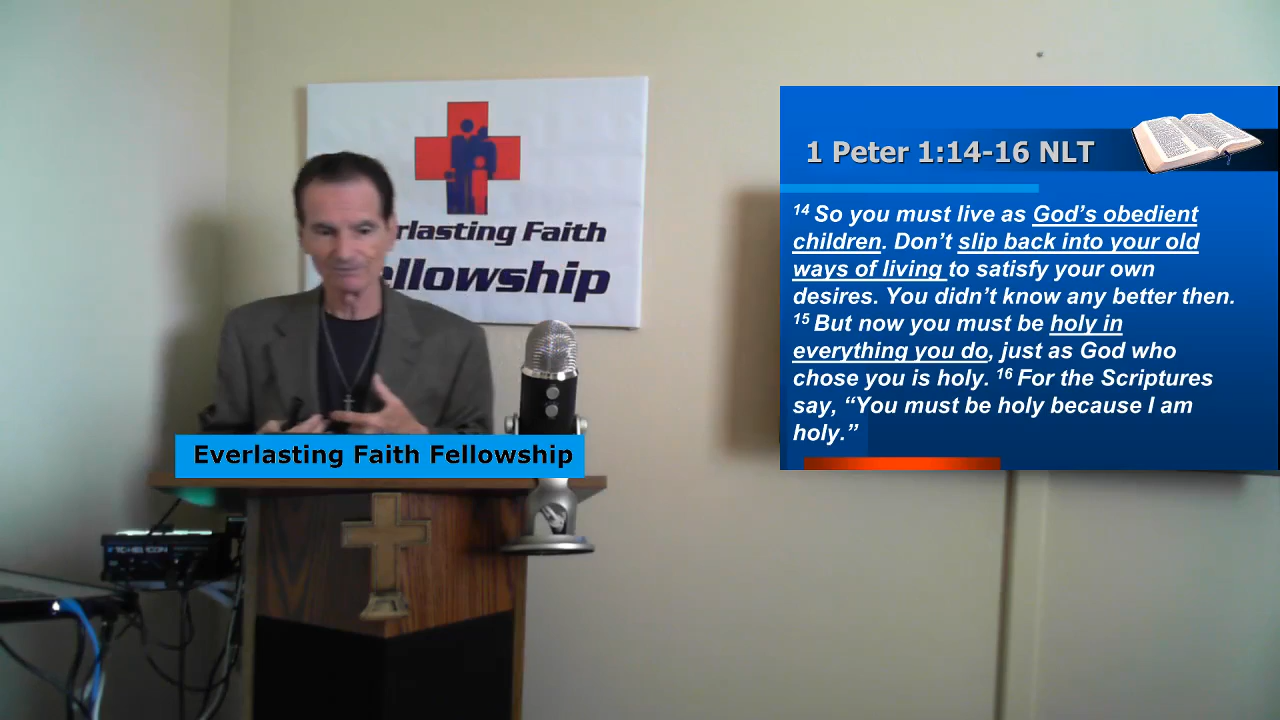 rlasting Faith
ellowship
Everlasting Faith Fellowship
1 Peter 1:14-16 NLT
14 So you must live as God’s obedient
children. Don’t slip back into your old
ways of living to satisfy your own
desires. You didn’t know any better then.
15 But now you must be holy in
everything you do, just as God who
chose you is holy. 16 For the Scriptures
say, “You must be holy because I am
holy.”